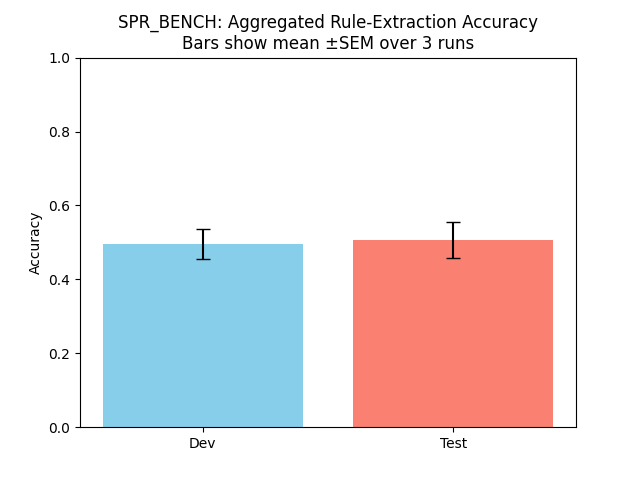 SPR_BENCH: Aggregated Rule-Extraction Accuracy
Bars show mean ±SEM over 3 runs
1.0
0.8
0.6
0.4
0.2
0.0
Accuracy
Dev
Test